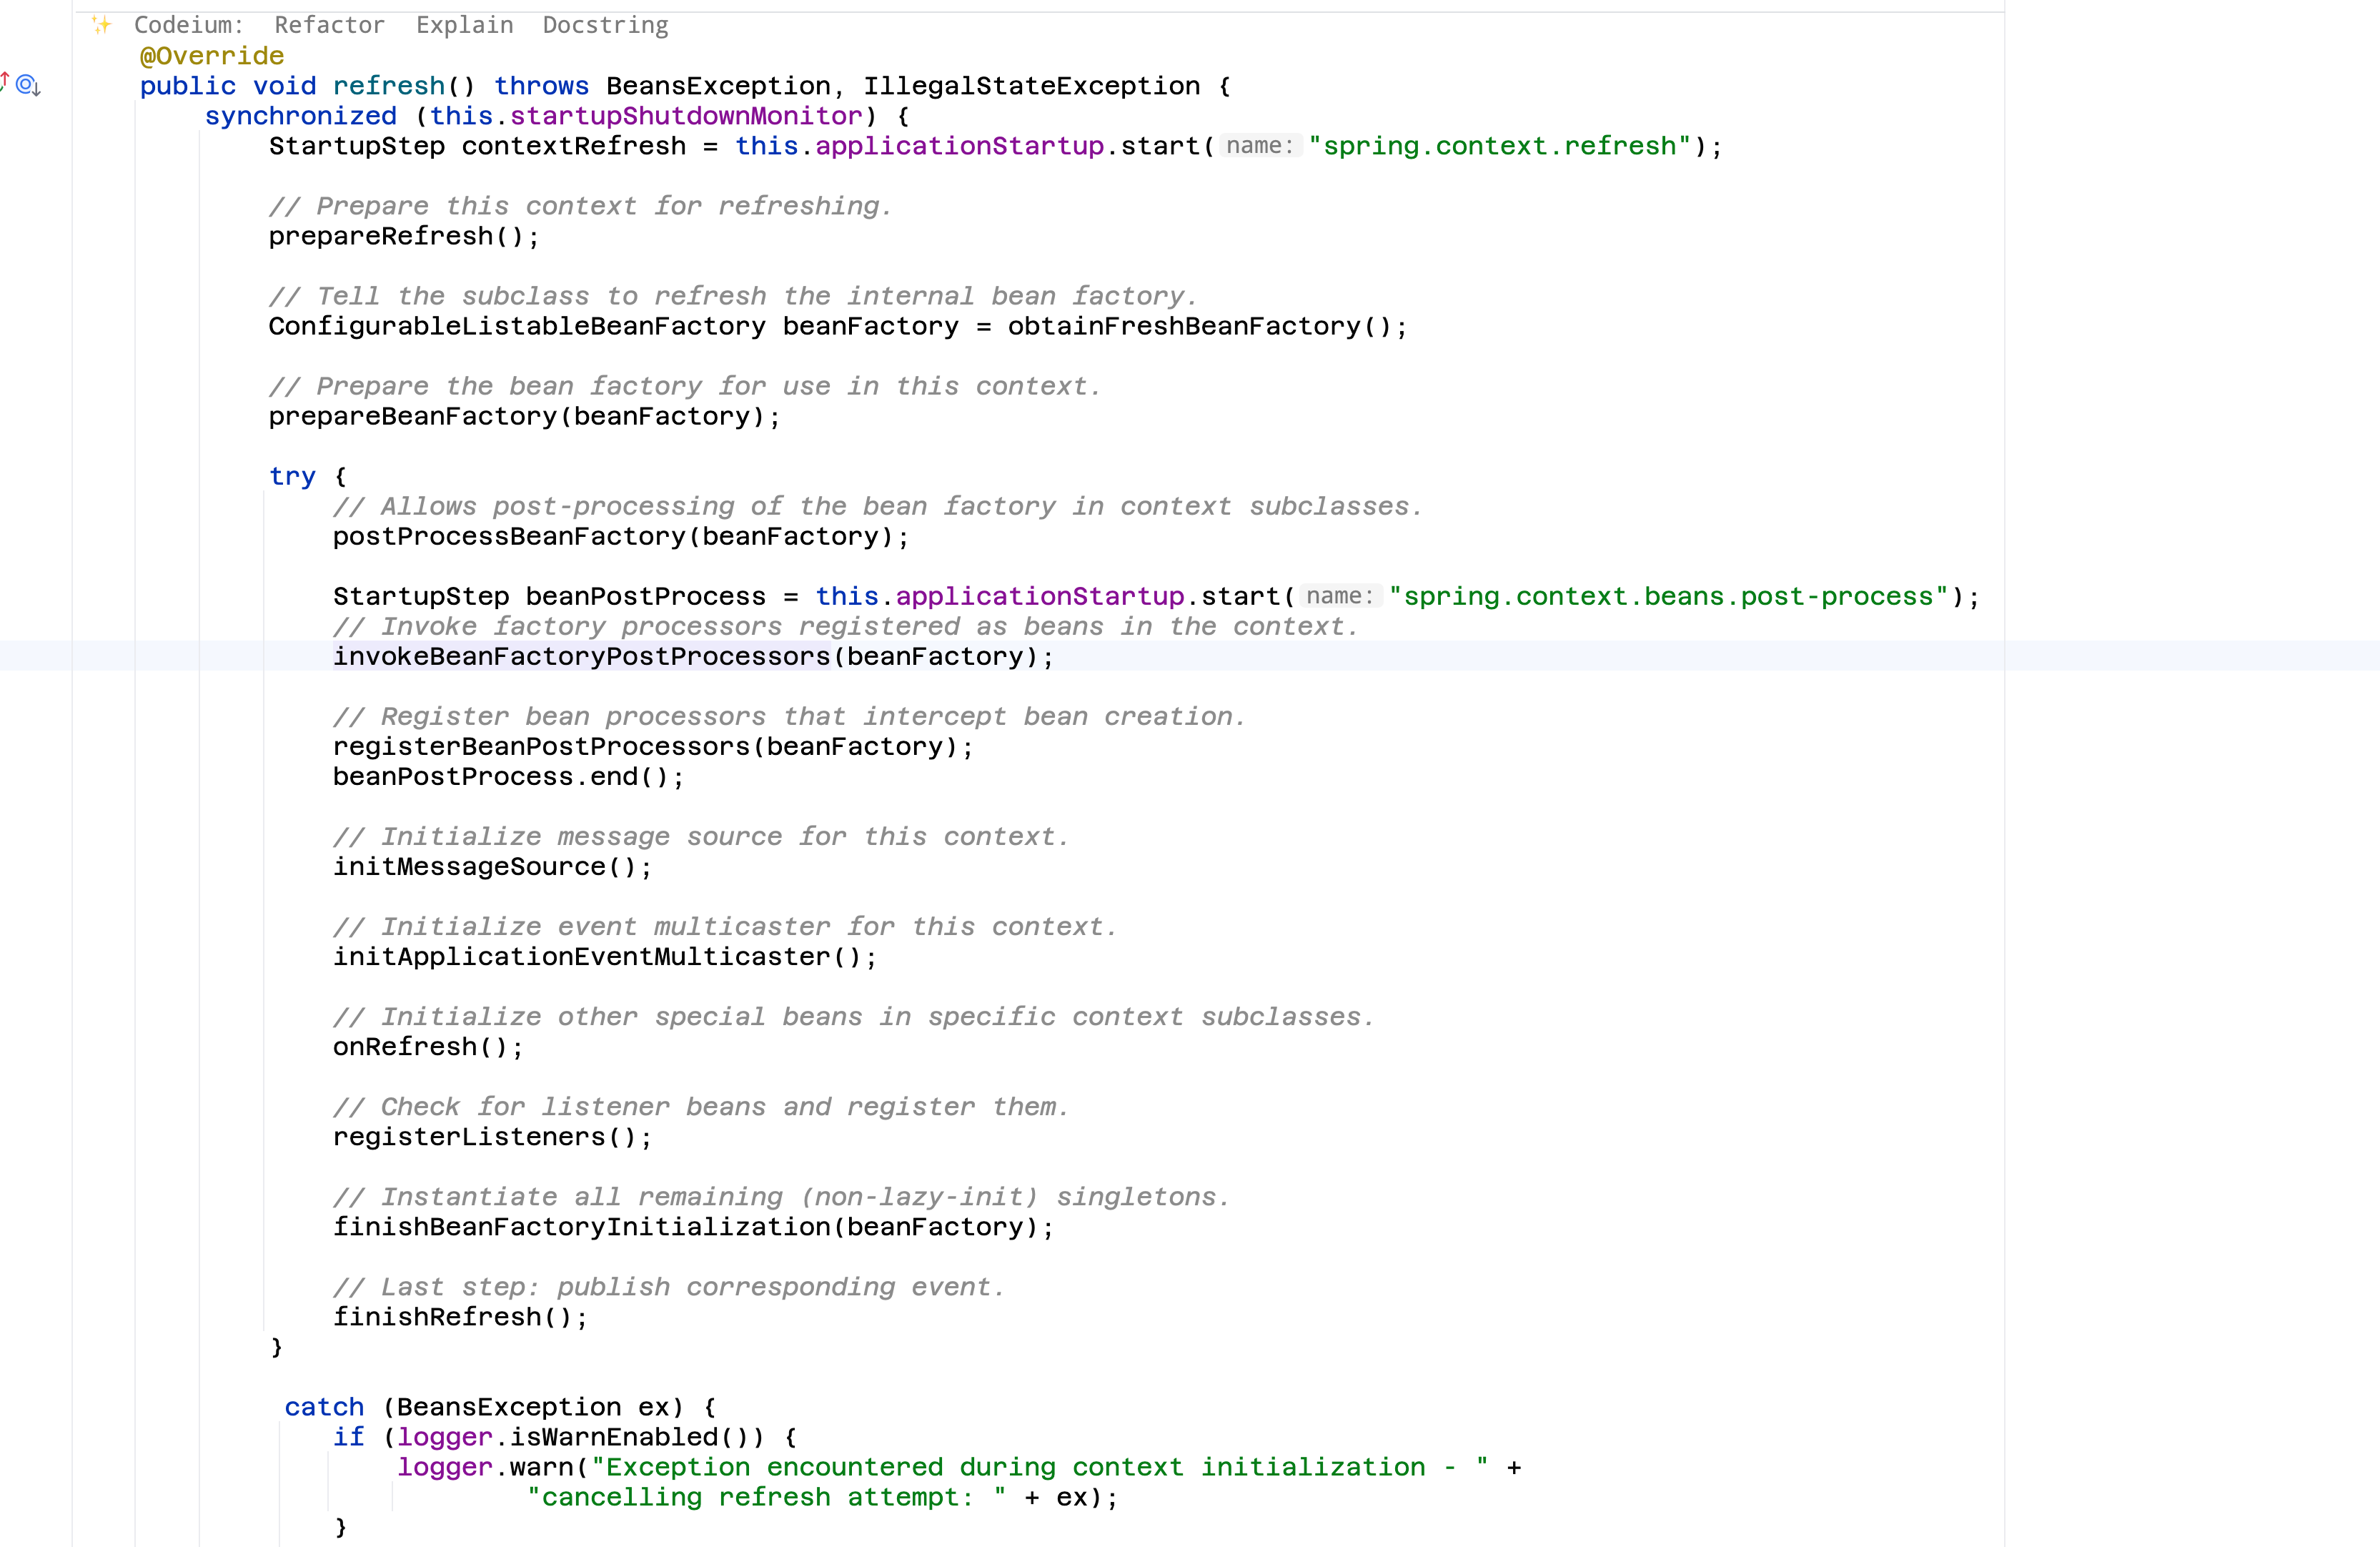 Codeium: Refactor Explain Docstring
@Override
public void refresh() throws BeansException, IllegalStateException {
synchronized (this.startupShutdownMonitor) {
StartupStep contextRefresh = this.applicationStartup.start( name: "spring.context.refresh");
// Prepare this context for refreshing.
prepareRefresh();
// Tell the subclass to refresh the internal bean factory.
ConfigurableListableBeanFactory beanFactory = obtainFreshBeanFactory();
// Prepare the bean factory for use in this context.
prepareBeanFactory(beanFactory);
try {
// Allows post-processing of the bean factory in context subclasses.
postProcessBeanFactory(beanFactory);
StartupStep beanPostProcess = this.applicationStartup.start( name: "spring.context.beans.post-process");
// Invoke factory processors registered as beans in the context.
invokeBeanFactoryPostProcessors(beanFactory);
// Register bean processors that intercept bean creation.
registerBeanPostProcessors(beanFactory);
beanPostProcess.end();
// Initialize message source for this context.
initMessageSource();
// Initialize event multicaster for this context.
initApplicationEventMulticaster();
// Initialize other special beans in specific context subclasses.
onRefresh();
// Check for listener beans and register them.
registerListeners();
// Instantiate all remaining (non-lazy-init) singletons.
finishBeanFactoryInitialization(beanFactory);
// Last step: publish corresponding event.
finishRefresh();
}
catch (BeansException ex) {
if (logger.isWarnEnabled()) {
logger.warn("Exception encountered during context initialization - " +
"cancelling refresh attempt: " + ex);
}